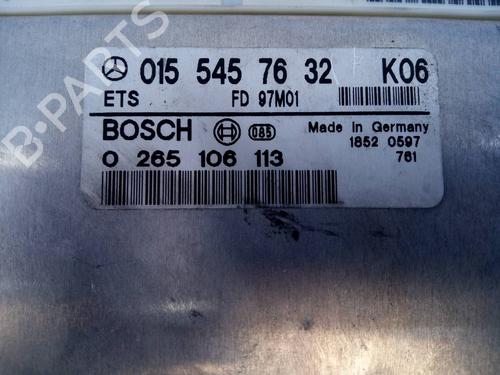 015 545 76 32 K06
ETS FD 97M01
BOSCH 085 Made in Germany
1852 0597
0 265 106 113 761
B-PARTS